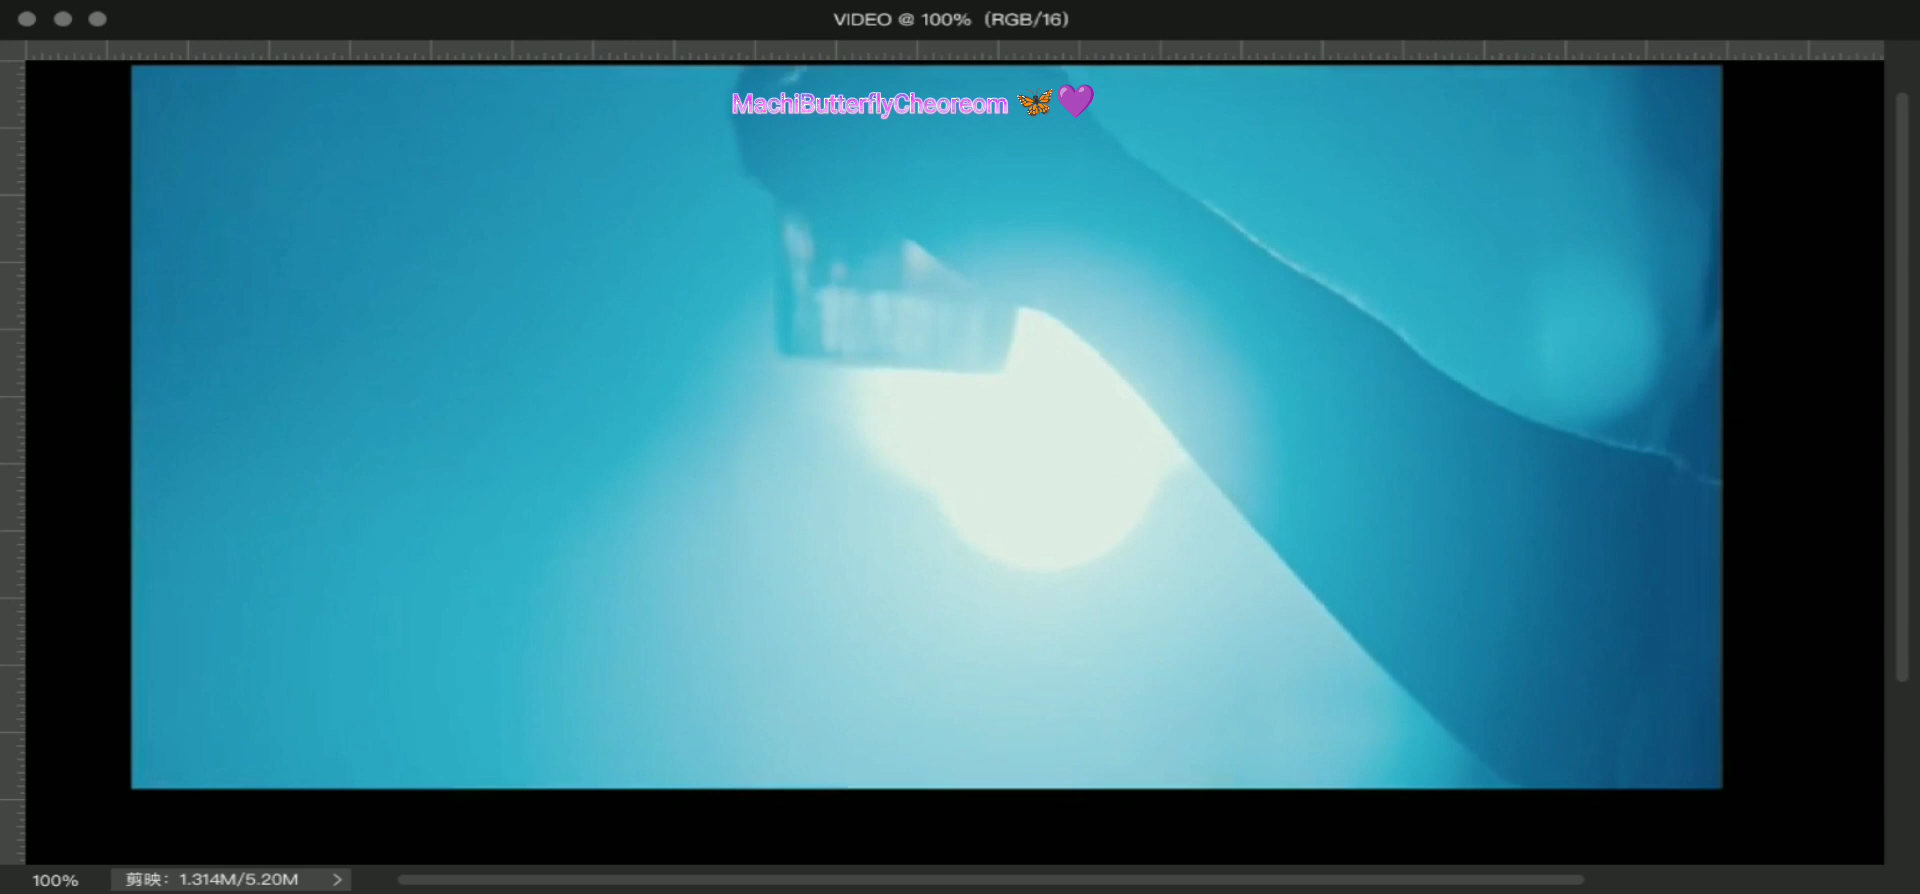 VIDEO @ 100% (RGB/16)
MachiButterflyCheoreom 🦋💜
100%
剪映：1.314M/5.20M >